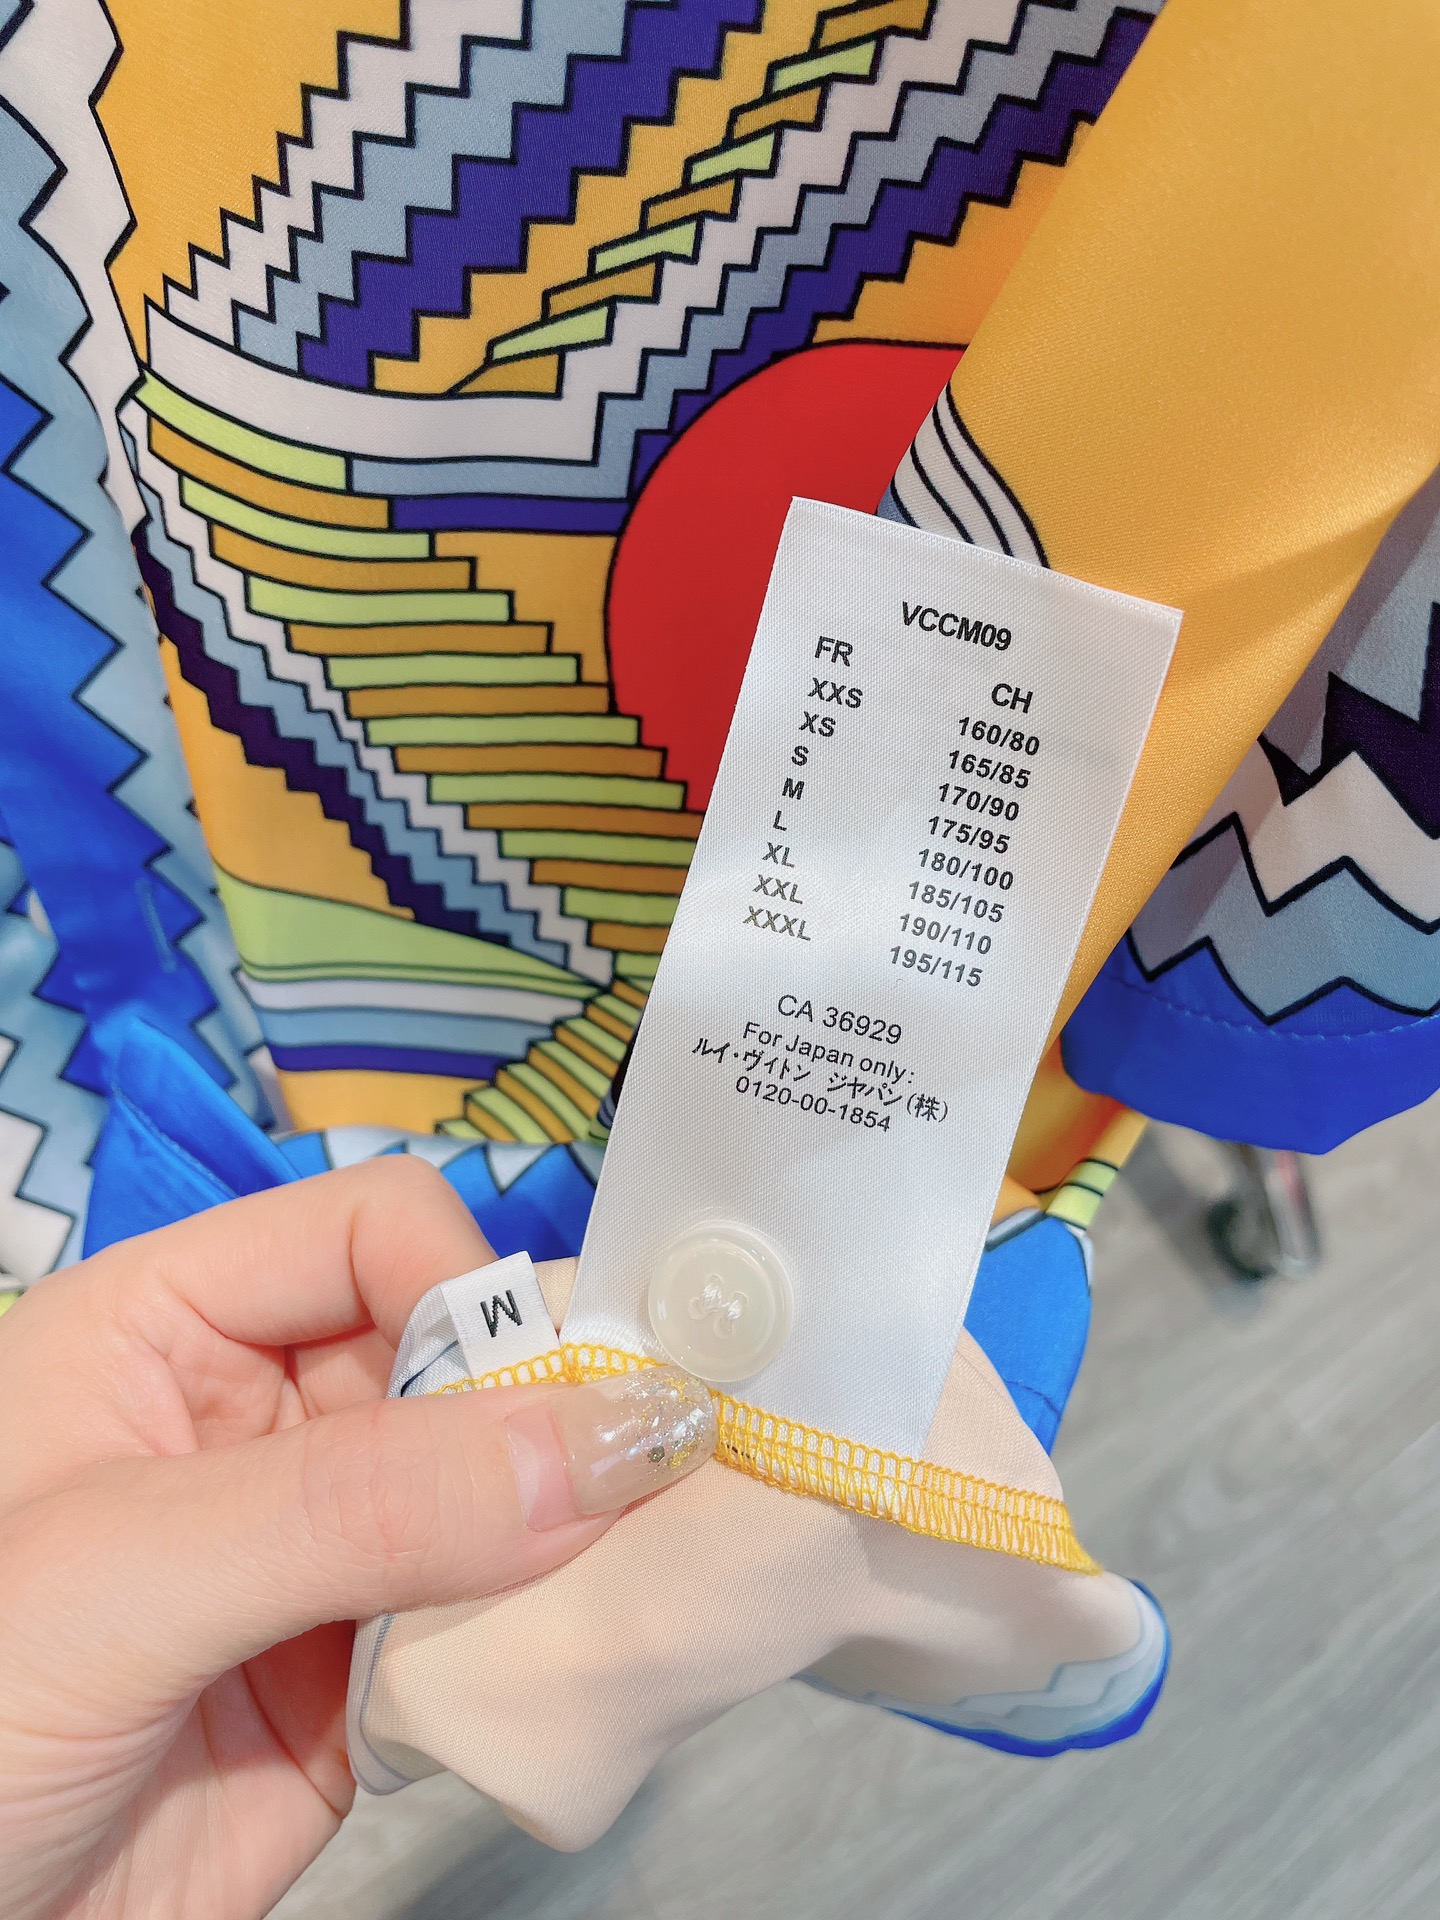 VCCM09
FR CH
XXS 160/80
XS 165/85
S 170/90
M 175/95
L 180/100
XL 185/105
XXL 190/110
XXXL 195/115
CA 36929
For Japan only:
ルイ・ヴィトン ジャパン(株)
0120-00-1854
M